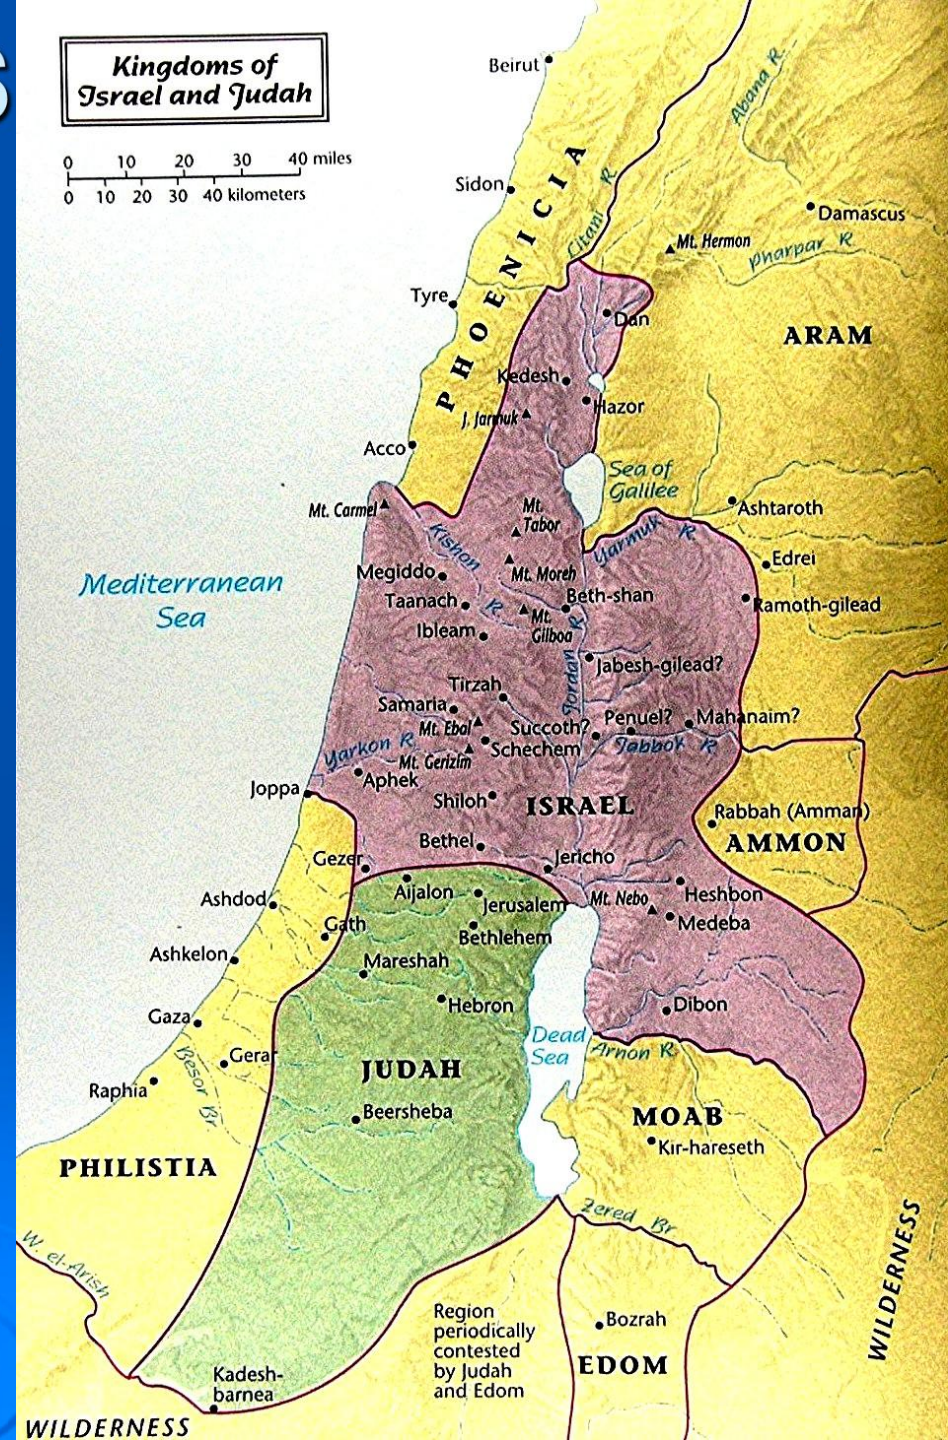 S
Kingdoms of
Israel and Judah
0 10 20 30 40 miles
0 10 20 30 40 kilometers
Beirut
Abana R.
Sidon
PHOENICIA
Litani R
Damascus
Mt. Hermon
Pharpar R
Tyre
Dan
ARAM
Kedesh
Hazor
J. Jarmuk
Acco
Sea of
Galilee
Mt. Carmel
Mt.
Tabor
Ashtaroth
Kishon R
Yarmuk R.
Mediterranean
Sea
Megiddo
Mt. Moreh
Edrei
Taanach
Beth-shan
Ramoth-gilead
Ibleam
Mt.
Gilboa
Jordan R
Jabesh-gilead?
Tirzah
Samaria
Mt. Ebal
Succoth?
Penuel?
Mahanaim?
Schechem
Jabbok R
Yarkon R
Mt. Gerizim
Aphek
Joppa
Shiloh
ISRAEL
Rabbah (Amman)
AMMON
Bethel
Gezer
Jericho
Aijalon
Jerusalem
Mt. Nebo
Heshbon
Ashdod
Medeba
Gath
Bethlehem
Ashkelon
Mareshah
Hebron
Dibon
Gaza
Dead
Sea
Arnon R
Gerar
Besor Br
JUDAH
Raphia
Beersheba
MOAB
Kir-hareseth
PHILISTIA
Zered Br
W. el-Arish
WILDERNESS
Region
periodically
contested
by Judah
and Edom
Bozrah
EDOM
Kadesh-
barnea
WILDERNESS